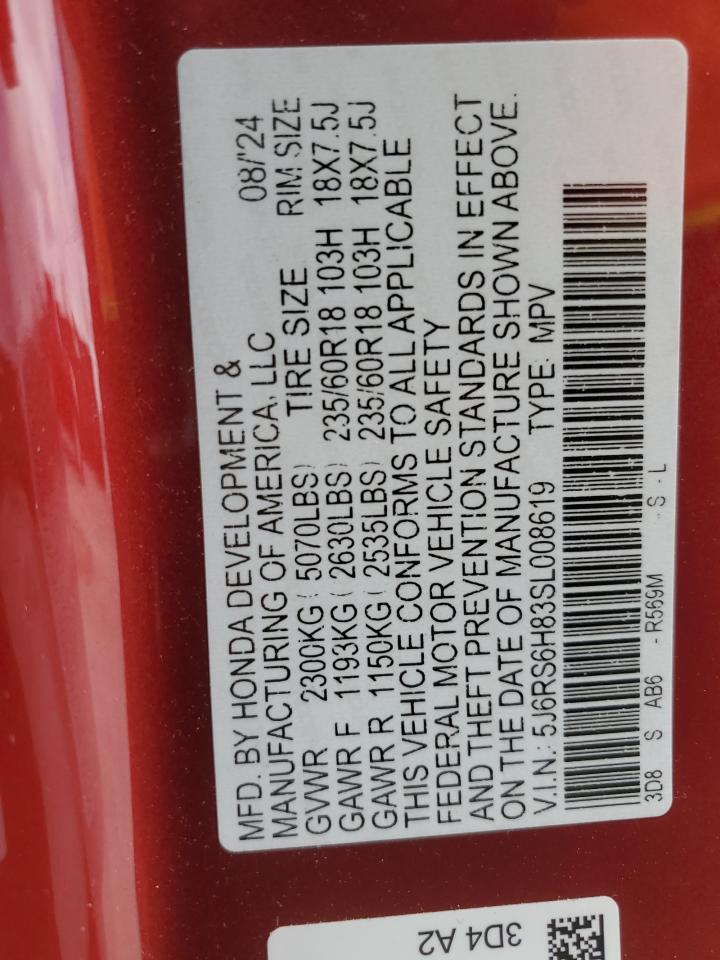 MFD. BY HONDA DEVELOPMENT & 08/'24
MANUFACTURING OF AMERICA, LLC RIM SIZE
GVWR 2300KG ( 5070LBS) TIRE SIZE
GAWR F 1193KG ( 2630LBS) 235/60R18 103H 18X7.5J
GAWR R 1150KG ( 2535LBS) 235/60R18 103H 18X7.5J
THIS VEHICLE CONFORMS TO ALL APPLICABLE
FEDERAL MOTOR VEHICLE SAFETY
AND THEFT PREVENTION STANDARDS IN EFFECT
ON THE DATE OF MANUFACTURE SHOWN ABOVE.
V.I.N.: 5J6RS6H83SL008619 TYPE: MPV
3D8 S AB6 - R569M - S - L
3D4 A2